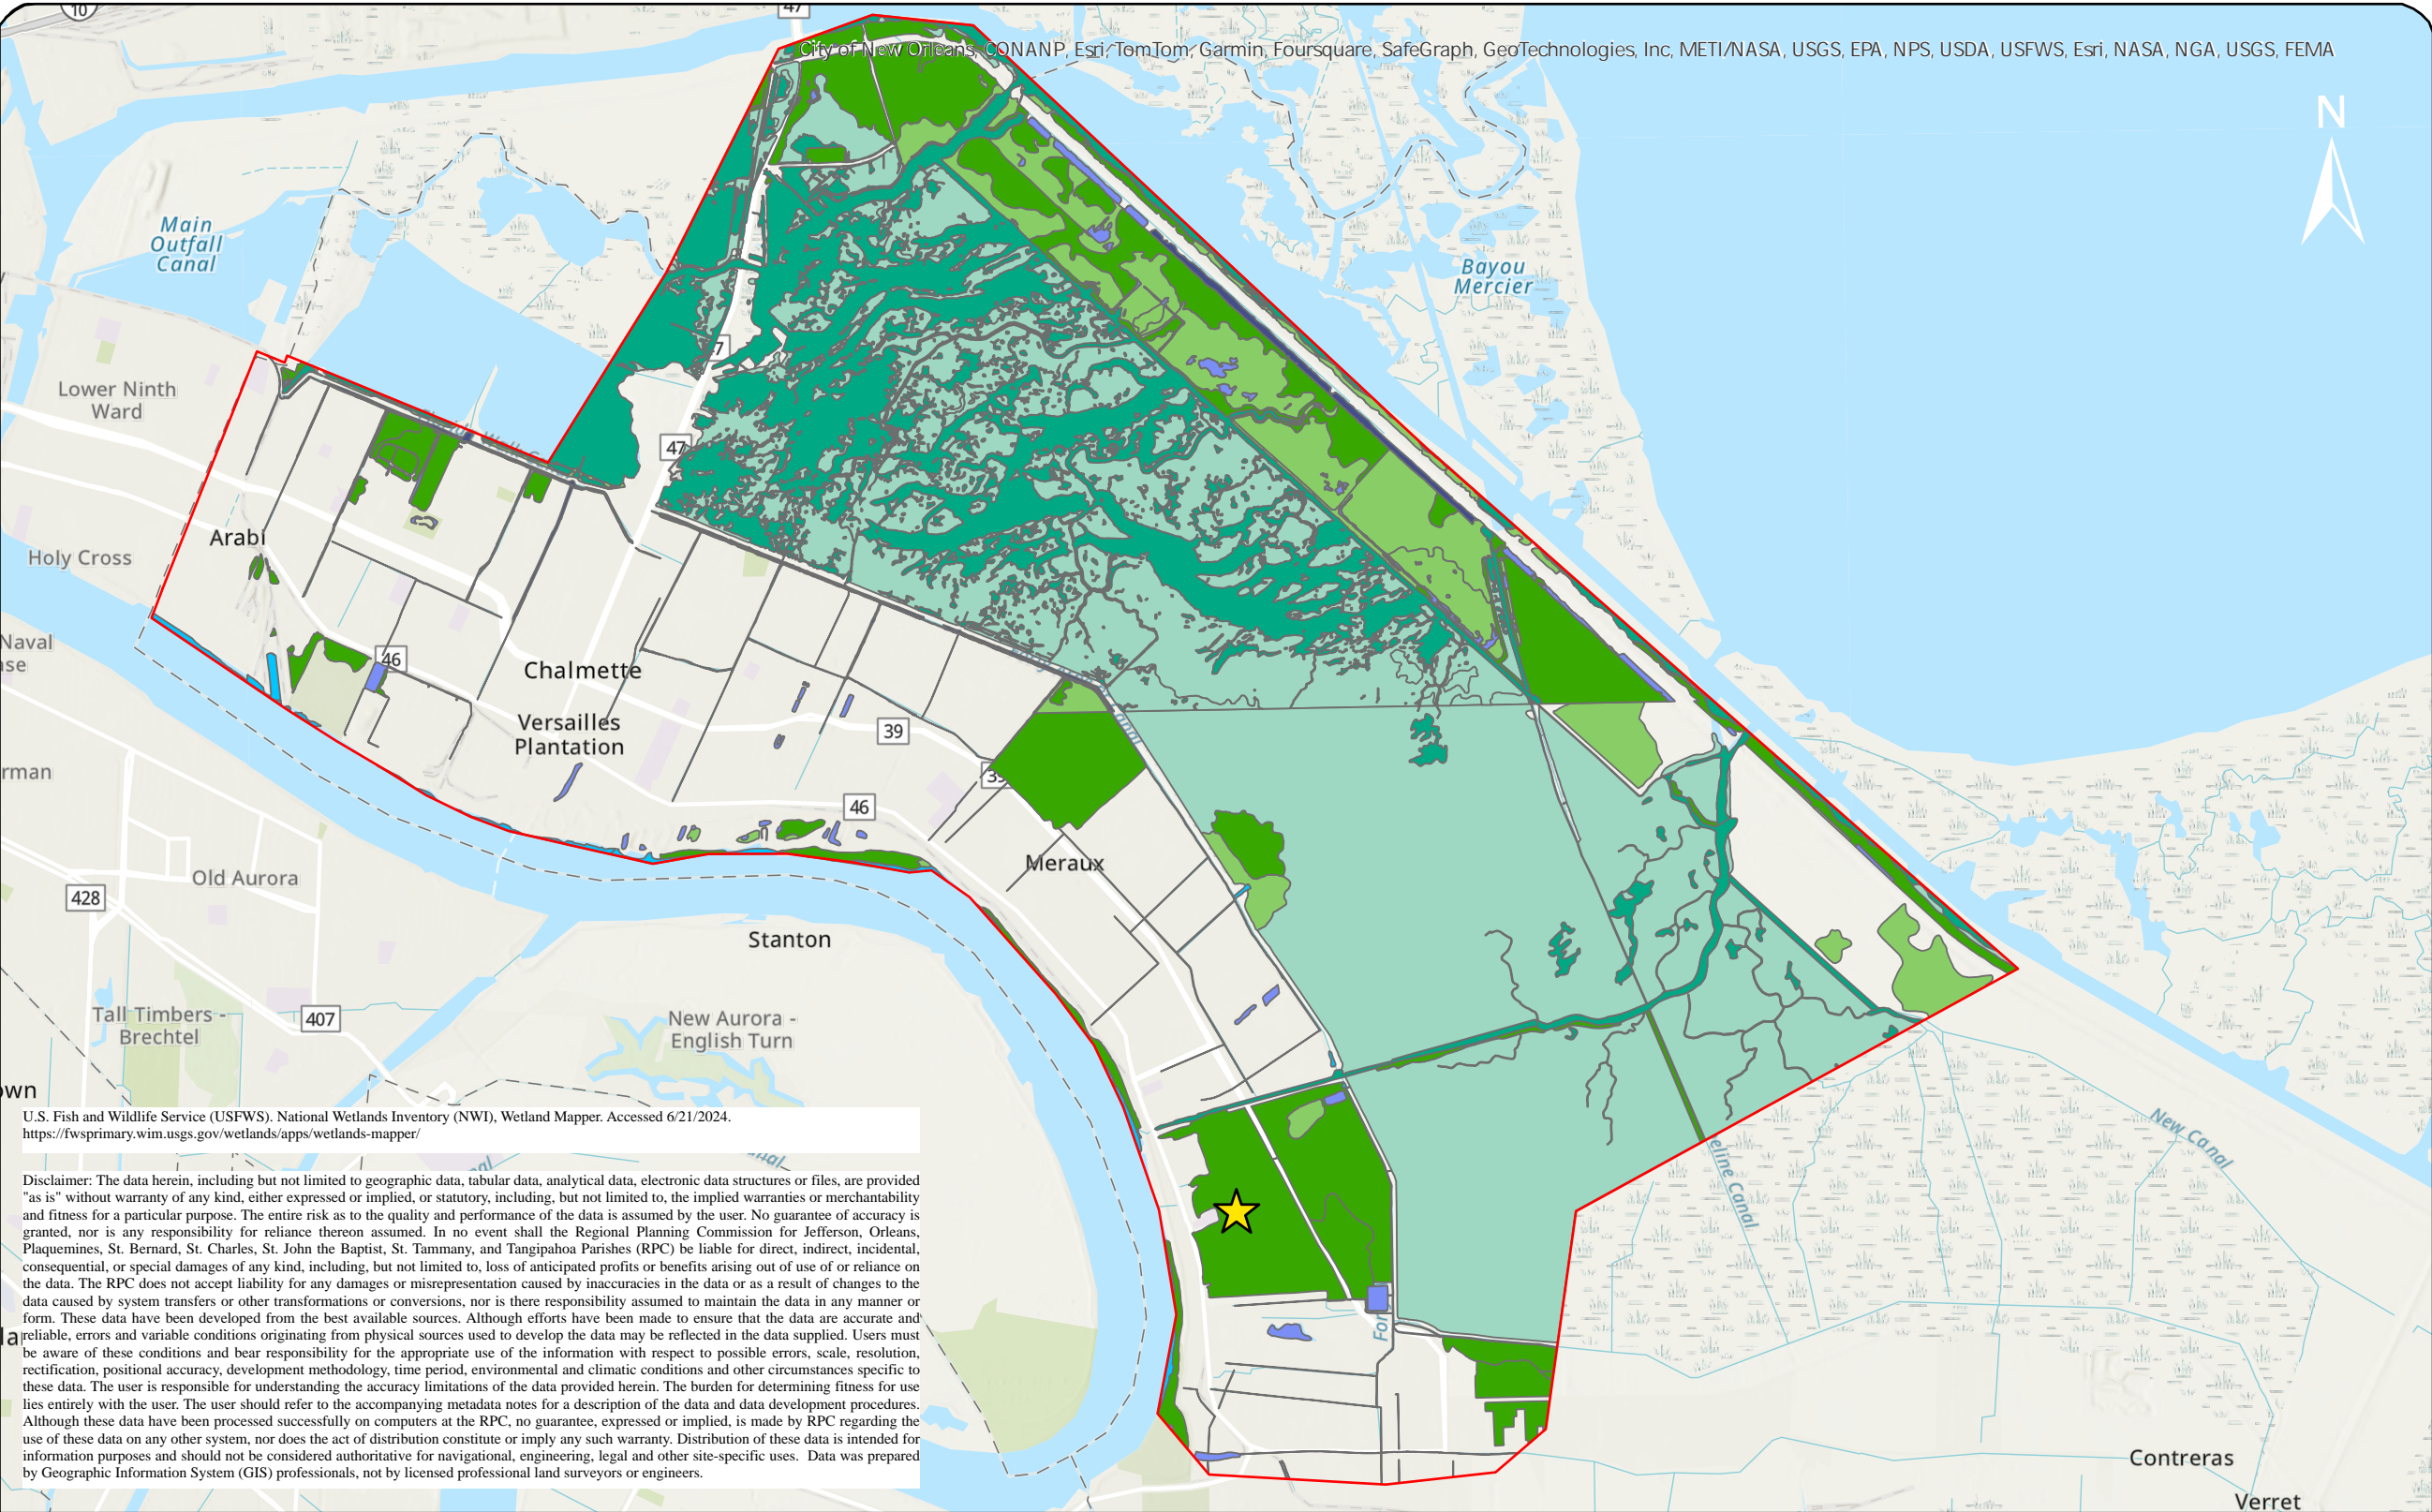 10
47
City of New Orleans, CONANP, Esri, TomTom, Garmin, Foursquare, SafeGraph, GeoTechnologies, Inc, METI/NASA, USGS, EPA, NPS, USDA, USFWS, Esri, NASA, NGA, USGS, FEMA
N
Main
Outfall
Canal
Bayou
Mercier
Lower Ninth
Ward
47
Arabi
Holy Cross
Naval
46
Chalmette
Versailles
Plantation
39
39
Canal
46
Meraux
Old Aurora
428
Stanton
Tall Timbers -
Brechtel
407
New Aurora -
English Turn
U.S. Fish and Wildlife Service (USFWS). National Wetlands Inventory (NWI), Wetland Mapper. Accessed 6/21/2024.
https://fwsprimary.wim.usgs.gov/wetlands/apps/wetlands-mapper/
New Canal
eline Canal
Disclaimer: The data herein, including but not limited to geographic data, tabular data, analytical data, electronic data structures or files, are provided
"as is" without warranty of any kind, either expressed or implied, or statutory, including, but not limited to, the implied warranties or merchantability
and fitness for a particular purpose. The entire risk as to the quality and performance of the data is assumed by the user. No guarantee of accuracy is
granted, nor is any responsibility for reliance thereon assumed. In no event shall the Regional Planning Commission for Jefferson, Orleans,
Plaquemines, St. Bernard, St. Charles, St. John the Baptist, St. Tammany, and Tangipahoa Parishes (RPC) be liable for direct, indirect, incidental,
consequential, or special damages of any kind, including, but not limited to, loss of anticipated profits or benefits arising out of use of or reliance on
the data. The RPC does not accept liability for any damages or misrepresentation caused by inaccuracies in the data or as a result of changes to the
data caused by system transfers or other transformations or conversions, nor is there responsibility assumed to maintain the data in any manner or
form. These data have been developed from the best available sources. Although efforts have been made to ensure that the data are accurate and
reliable, errors and variable conditions originating from physical sources used to develop the data may be reflected in the data supplied. Users must
be aware of these conditions and bear responsibility for the appropriate use of the information with respect to possible errors, scale, resolution,
rectification, positional accuracy, development methodology, time period, environmental and climatic conditions and other circumstances specific to
these data. The user is responsible for understanding the accuracy limitations of the data provided herein. The burden for determining fitness for use
lies entirely with the user. The user should refer to the accompanying metadata notes for a description of the data and data development procedures.
Although these data have been processed successfully on computers at the RPC, no guarantee, expressed or implied, is made by RPC regarding the
use of these data on any other system, nor does the act of distribution constitute or imply any such warranty. Distribution of these data is intended for
information purposes and should not be considered authoritative for navigational, engineering, legal and other site-specific uses. Data was prepared
by Geographic Information System (GIS) professionals, not by licensed professional land surveyors or engineers.
Contreras
Verret